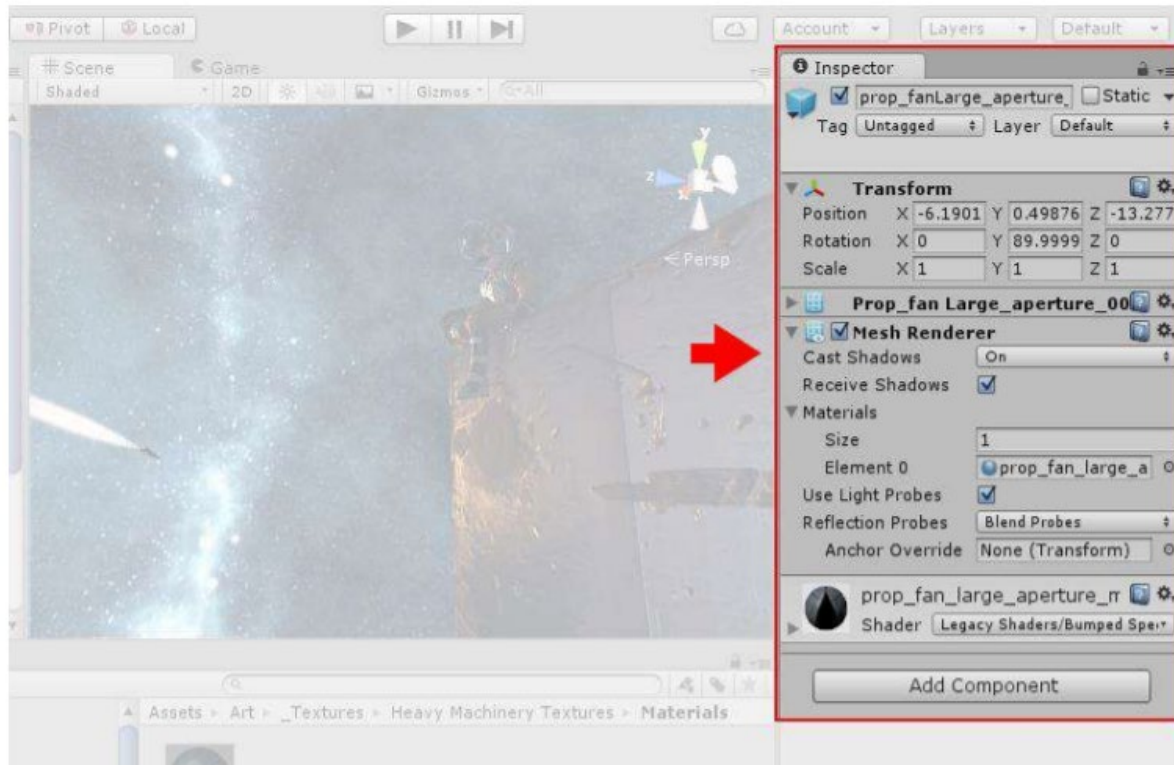 Pivot Local Account Layers Default
Scene Game
Shaded 2D Gizmos All
y
z
x
Persp
Inspector
prop_fanLarge_aperture_ Static
Tag Untagged Layer Default
Transform
Position X -6.1901 Y 0.49876 Z -13.277
Rotation X 0 Y 89.9999 Z 0
Scale X 1 Y 1 Z 1
Prop_fan Large_aperture_00
Mesh Renderer
Cast Shadows On
Receive Shadows
Materials
Size 1
Element 0 prop_fan_large_a
Use Light Probes
Reflection Probes Blend Probes
Anchor Override None (Transform)
prop_fan_large_aperture_m
Shader Legacy Shaders/Bumped Spe
Add Component
Assets Art _Textures Heavy Machinery Textures Materials